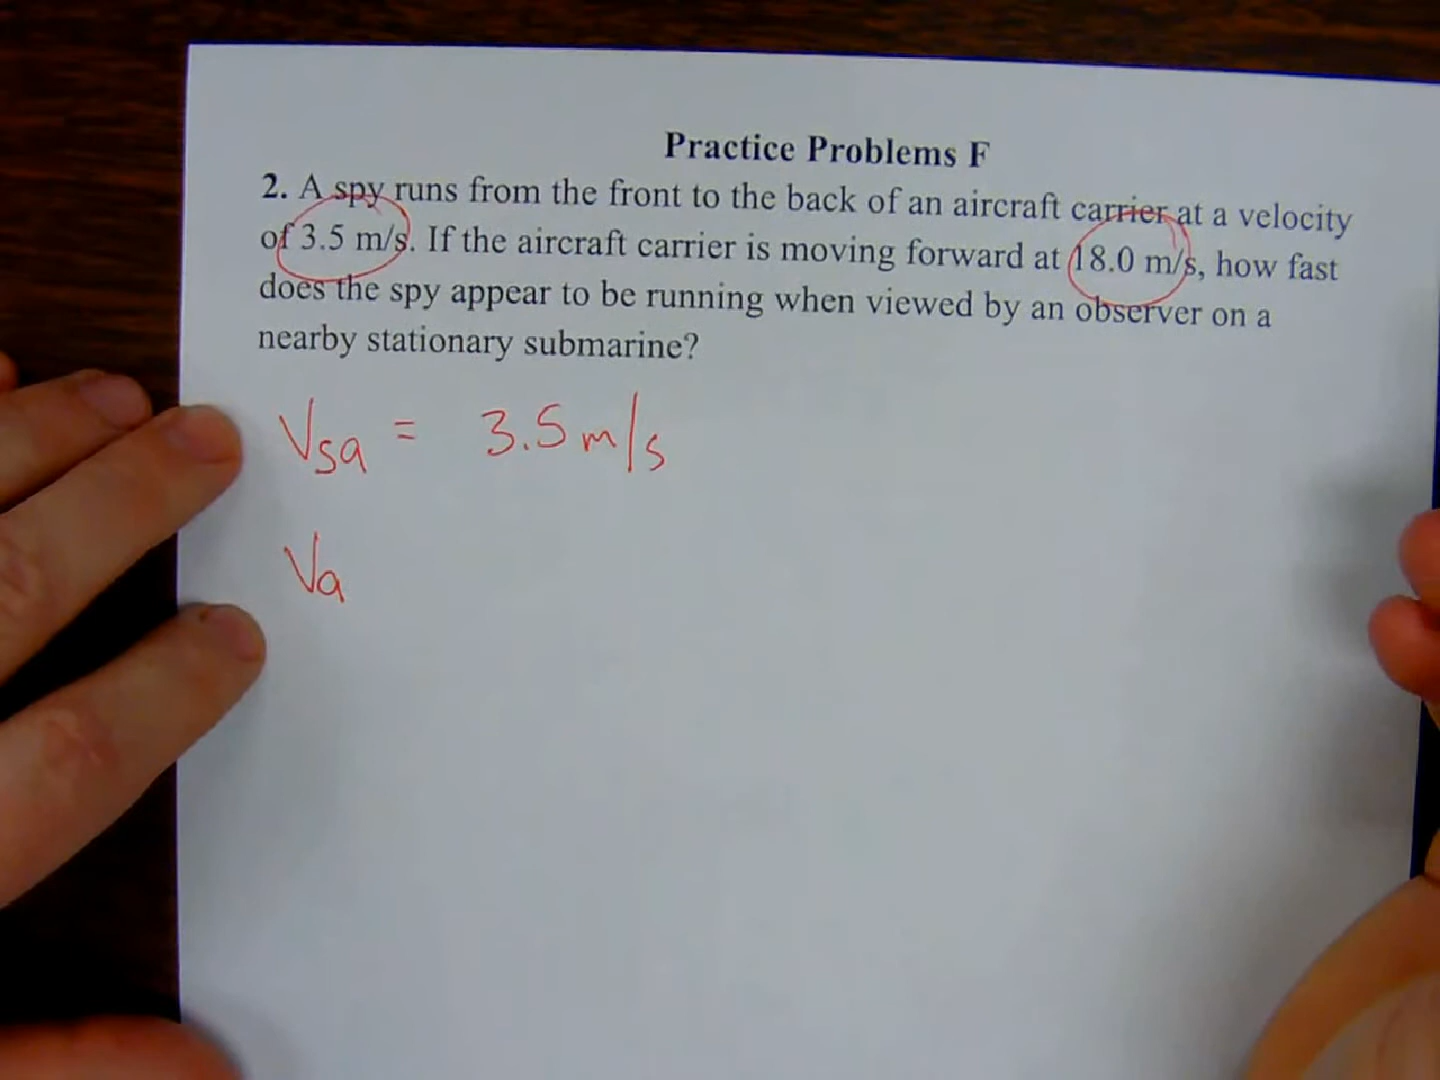 Practice Problems F
2. A spy runs from the front to the back of an aircraft carrier at a velocity
of 3.5 m/s. If the aircraft carrier is moving forward at 18.0 m/s, how fast
does the spy appear to be running when viewed by an observer on a
nearby stationary submarine?
Vsa = 3.5 m/s
Va